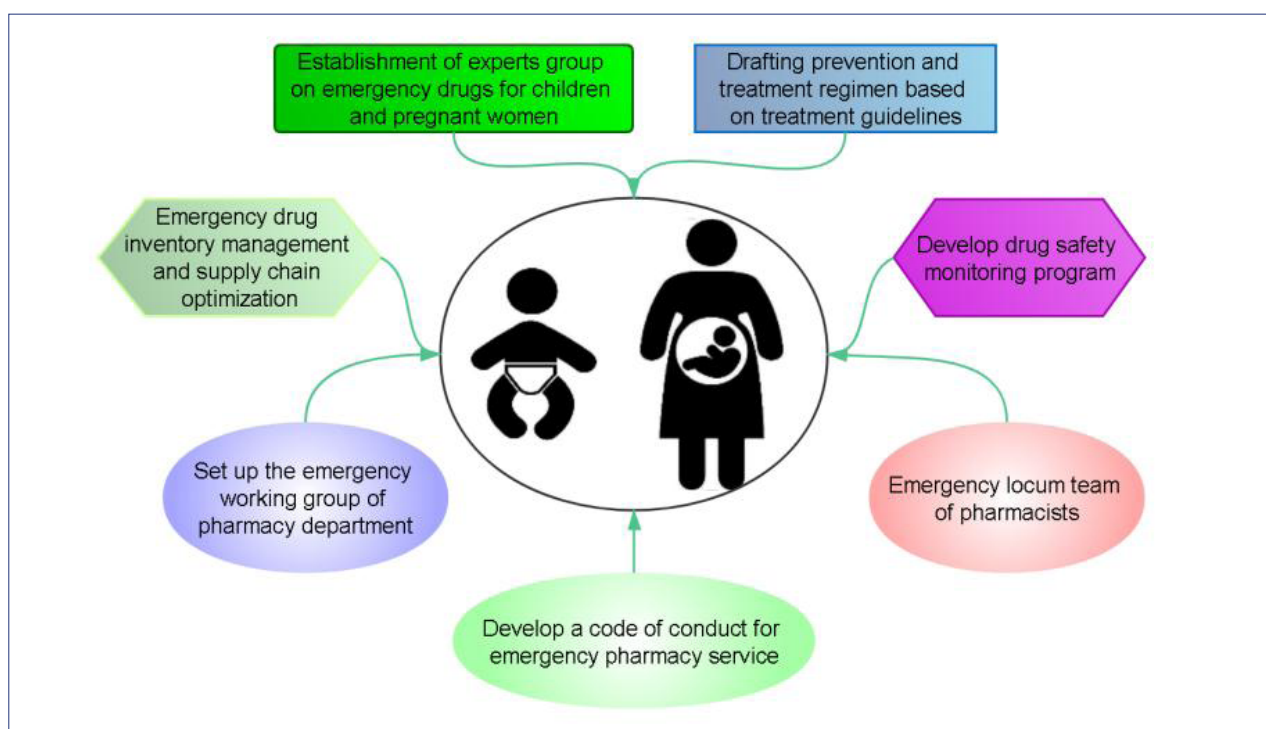 Establishment of experts group
on emergency drugs for children
and pregnant women
Drafting prevention and
treatment regimen based
on treatment guidelines
Emergency drug
inventory management
and supply chain
optimization
Develop drug safety
monitoring program
Set up the emergency
working group of
pharmacy department
Emergency locum team
of pharmacists
Develop a code of conduct for
emergency pharmacy service